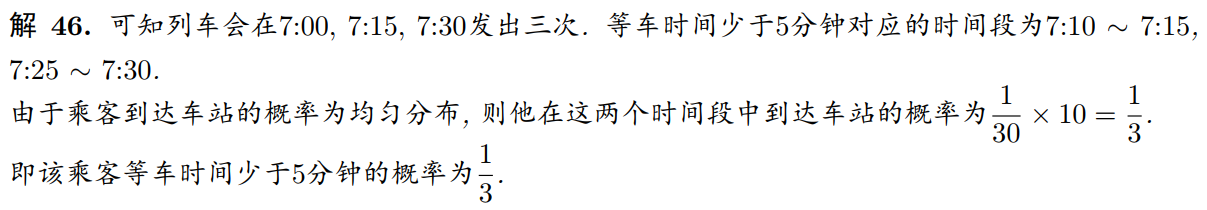 解 46. 可知列车会在7:00, 7:15, 7:30发出三次. 等车时间少于5分钟对应的时间段为7:10 ∼ 7:15,
7:25 ∼ 7:30.
由于乘客到达车站的概率为均匀分布, 则他在这两个时间段中到达车站的概率为$\frac{1}{30} \times 10 = \frac{1}{3}$.
即该乘客等车时间少于5分钟的概率为$\frac{1}{3}$.